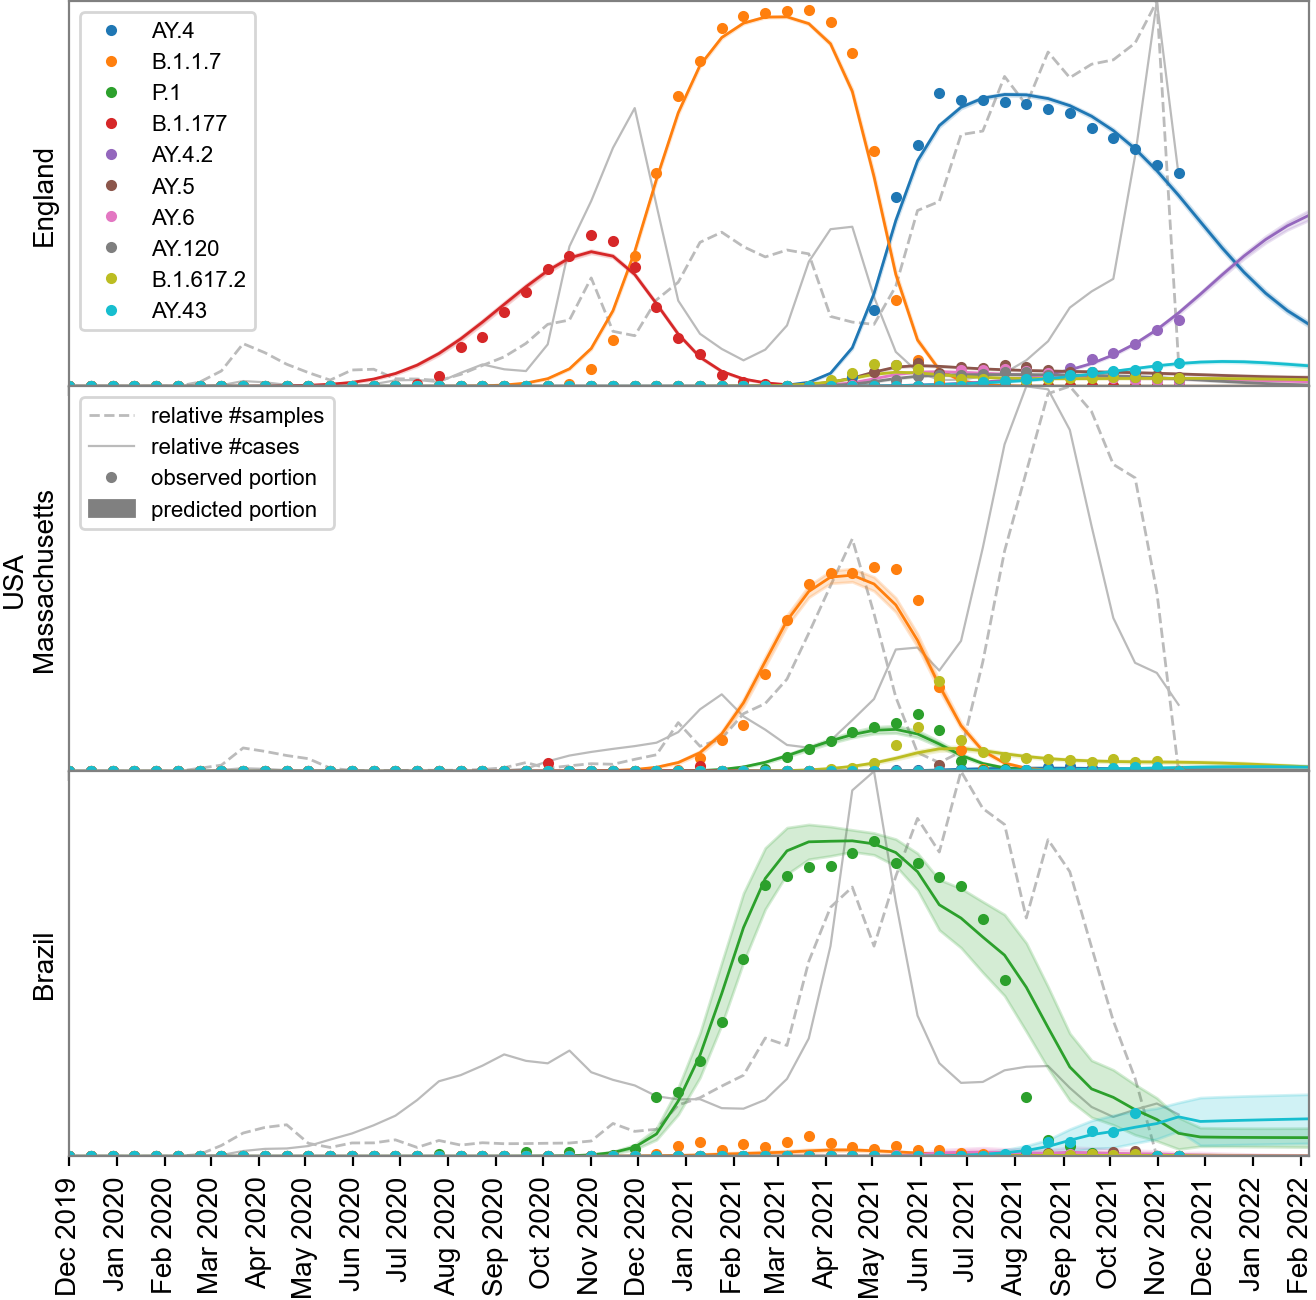 AY.4
B.1.1.7
P.1
B.1.177
AY.4.2
AY.5
AY.6
AY.120
B.1.617.2
AY.43
England
relative #samples
relative #cases
observed portion
predicted portion
USA
Massachusetts
Brazil
Dec 2019
Jan 2020
Feb 2020
Mar 2020
Apr 2020
May 2020
Jun 2020
Jul 2020
Aug 2020
Sep 2020
Oct 2020
Nov 2020
Dec 2020
Jan 2021
Feb 2021
Mar 2021
Apr 2021
May 2021
Jun 2021
Jul 2021
Aug 2021
Sep 2021
Oct 2021
Nov 2021
Dec 2021
Jan 2022
Feb 2022